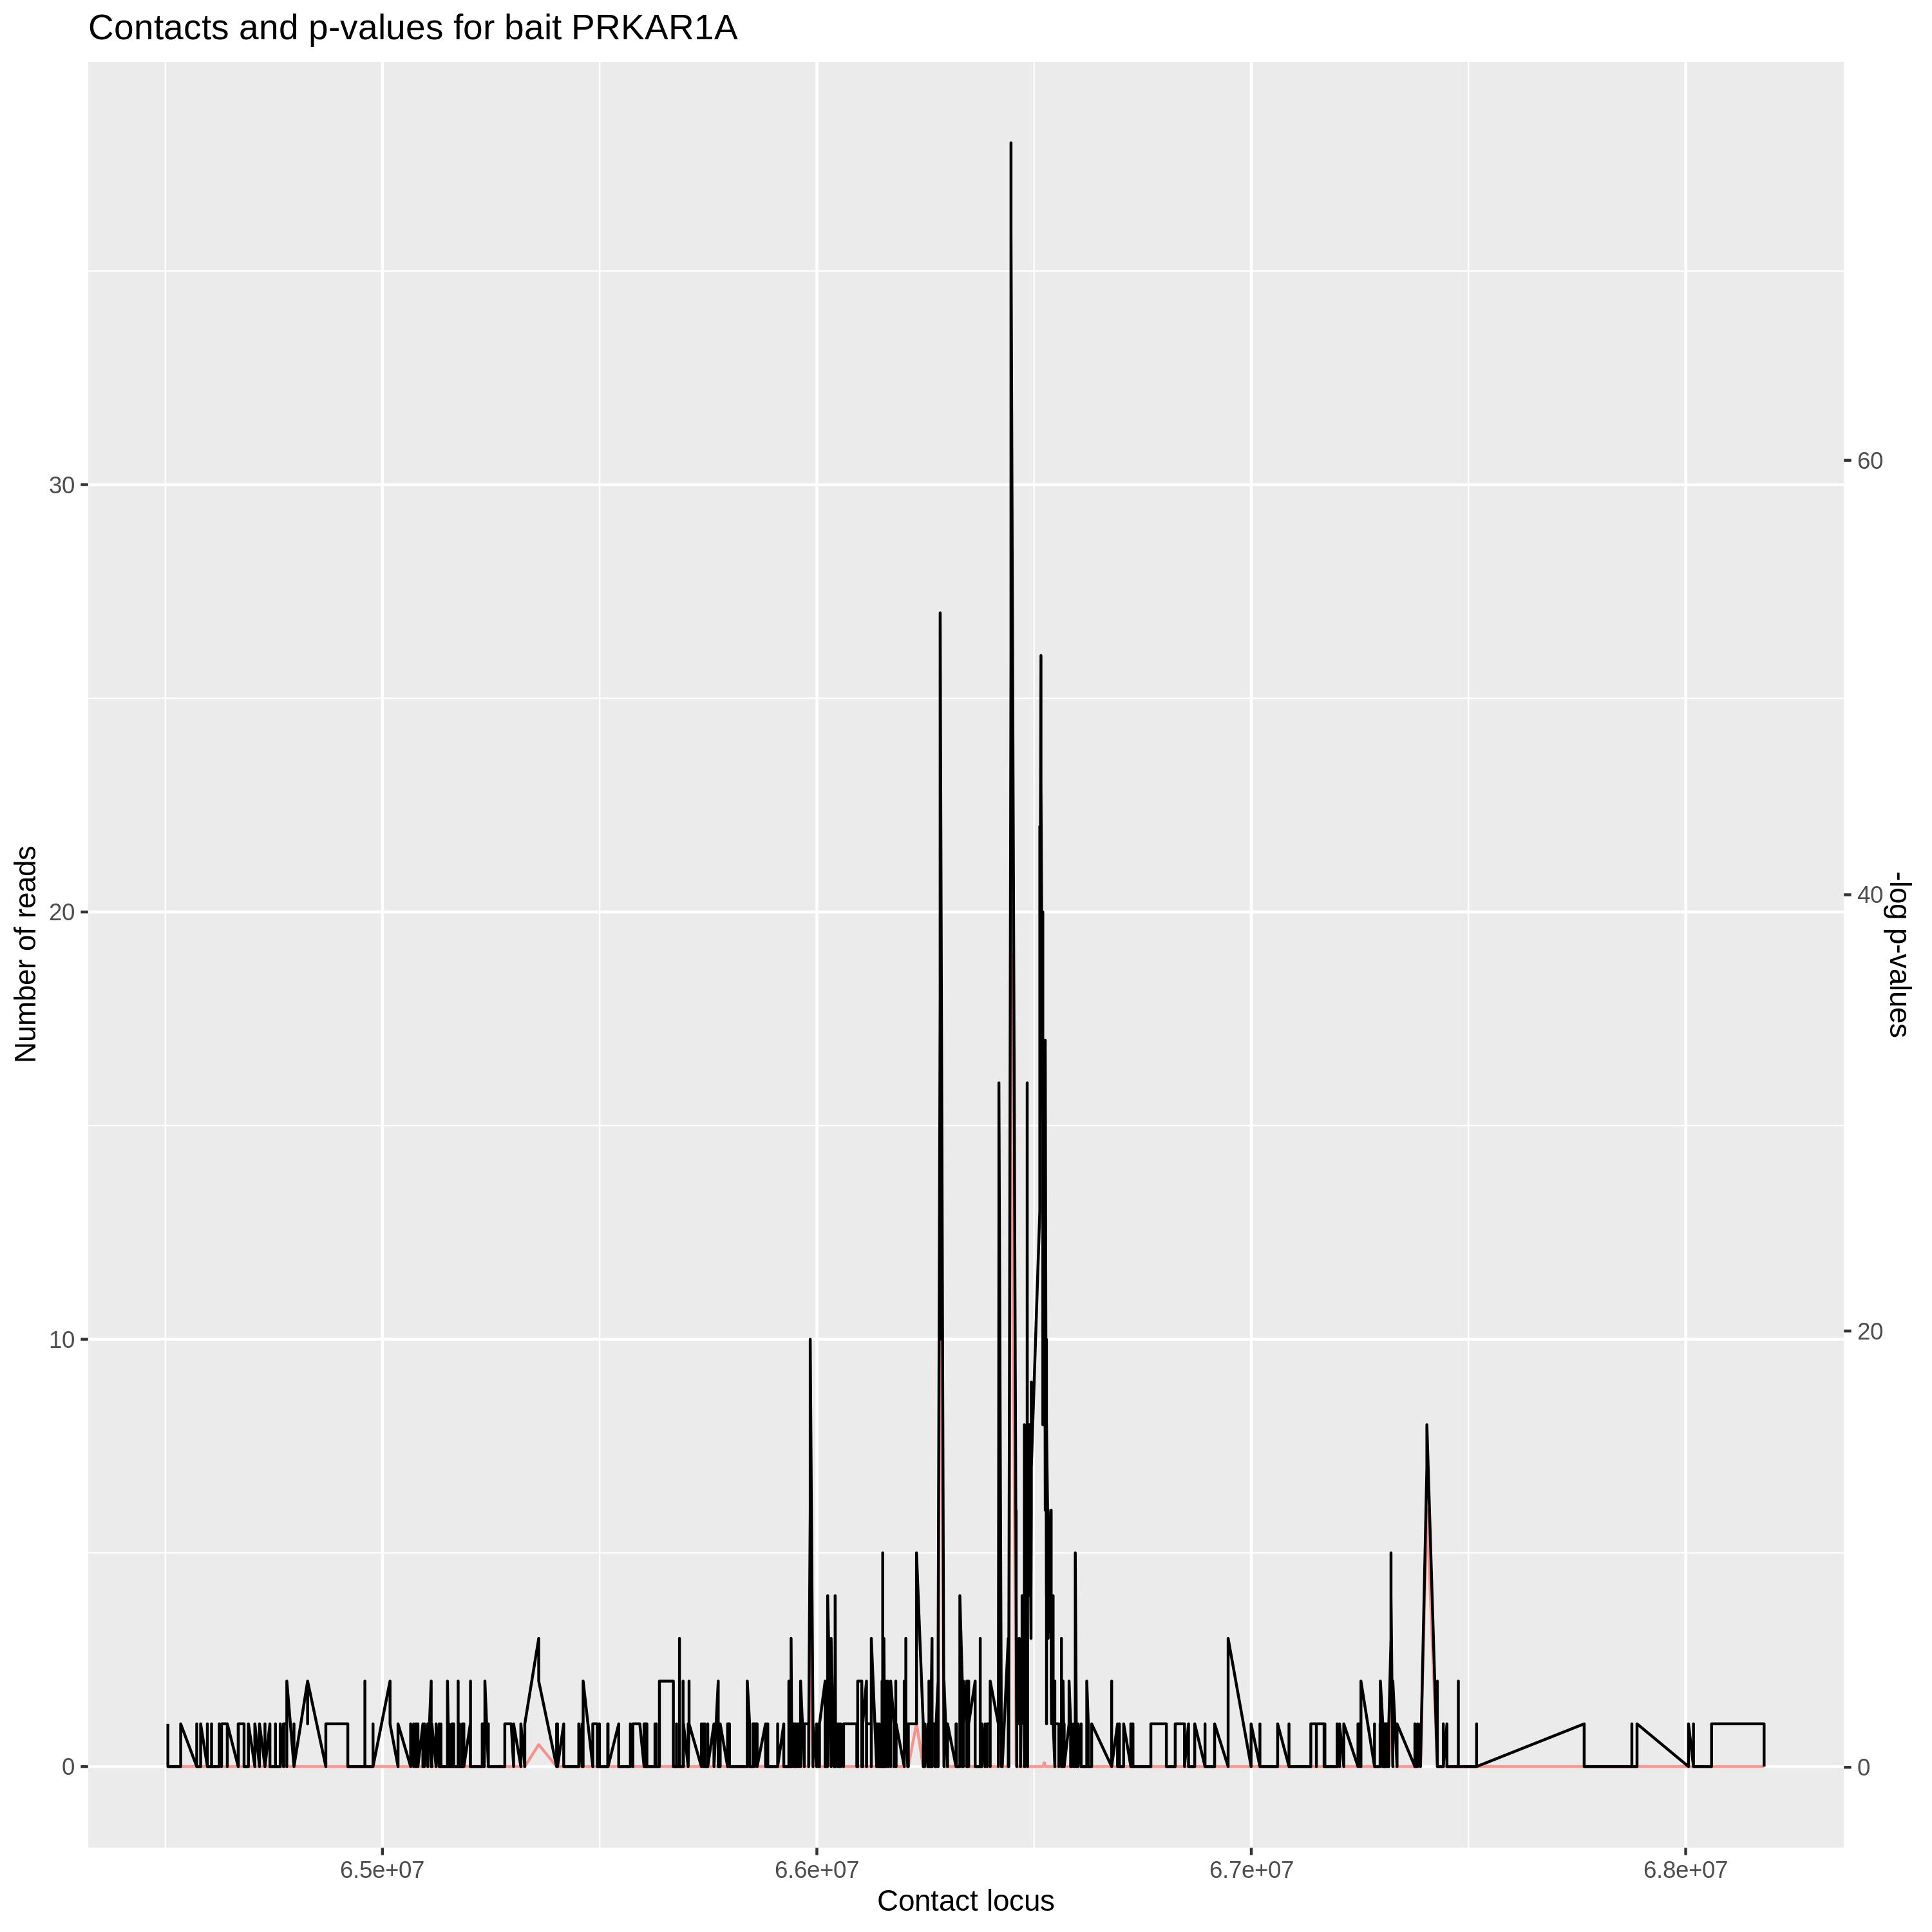 Contacts and p-values for bait PRKAR1A
Number of reads
30
20
10
0
60
40
20
0
-log p-values
6.5e+07
6.6e+07
6.7e+07
6.8e+07
Contact locus